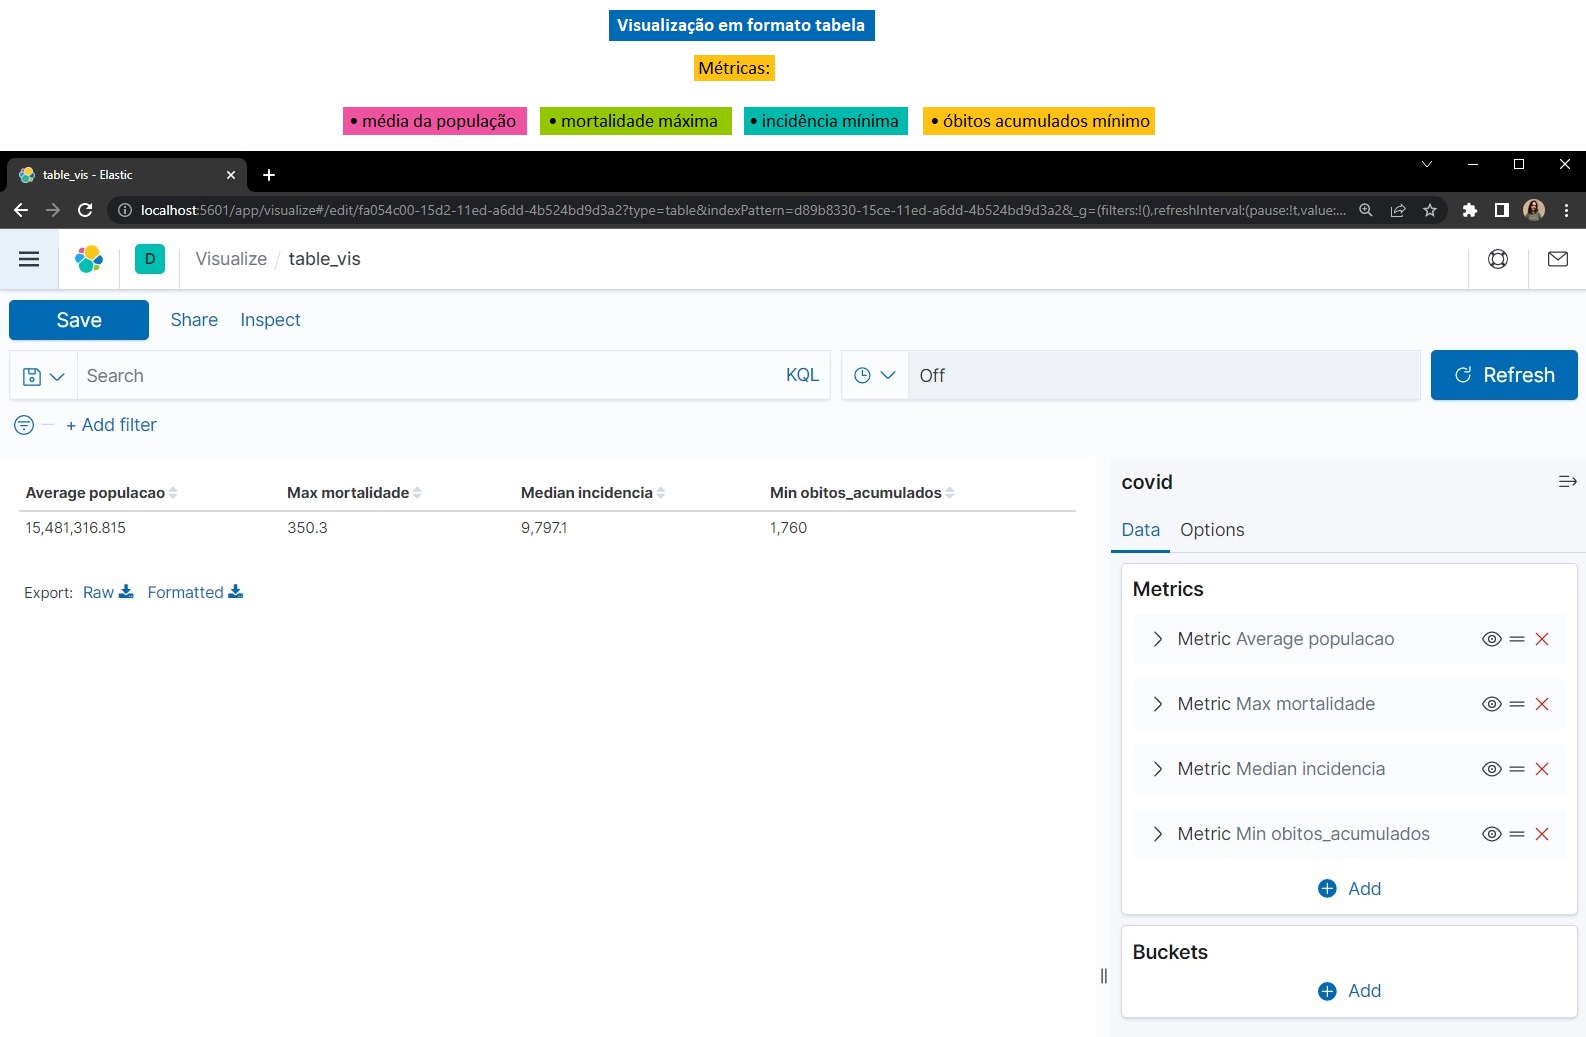 Visualização em formato tabela
Métricas:
• média da população • mortalidade máxima • incidência mínima • óbitos acumulados mínimo
table_vis - Elastic
localhost:5601/app/visualize#/edit/fa054c00-15d2-11ed-a6dd-4b524bd9d3a2?type=table&indexPattern=d89b8330-15ce-11ed-a6dd-4b524bd9d3a2&_g=(filters:!(),refreshInterval:(pause:!t,value:...
D Visualize / table_vis
Save Share Inspect
Search KQL Off Refresh
+ Add filter
covid
Average populacao Max mortalidade Median incidencia Min obitos_acumulados
15,481,316.815 350.3 9,797.1 1,760
Data Options
Export: Raw Formatted
Metrics
Metric Average populacao
Metric Max mortalidade
Metric Median incidencia
Metric Min obitos_acumulados
Add
Buckets
Add